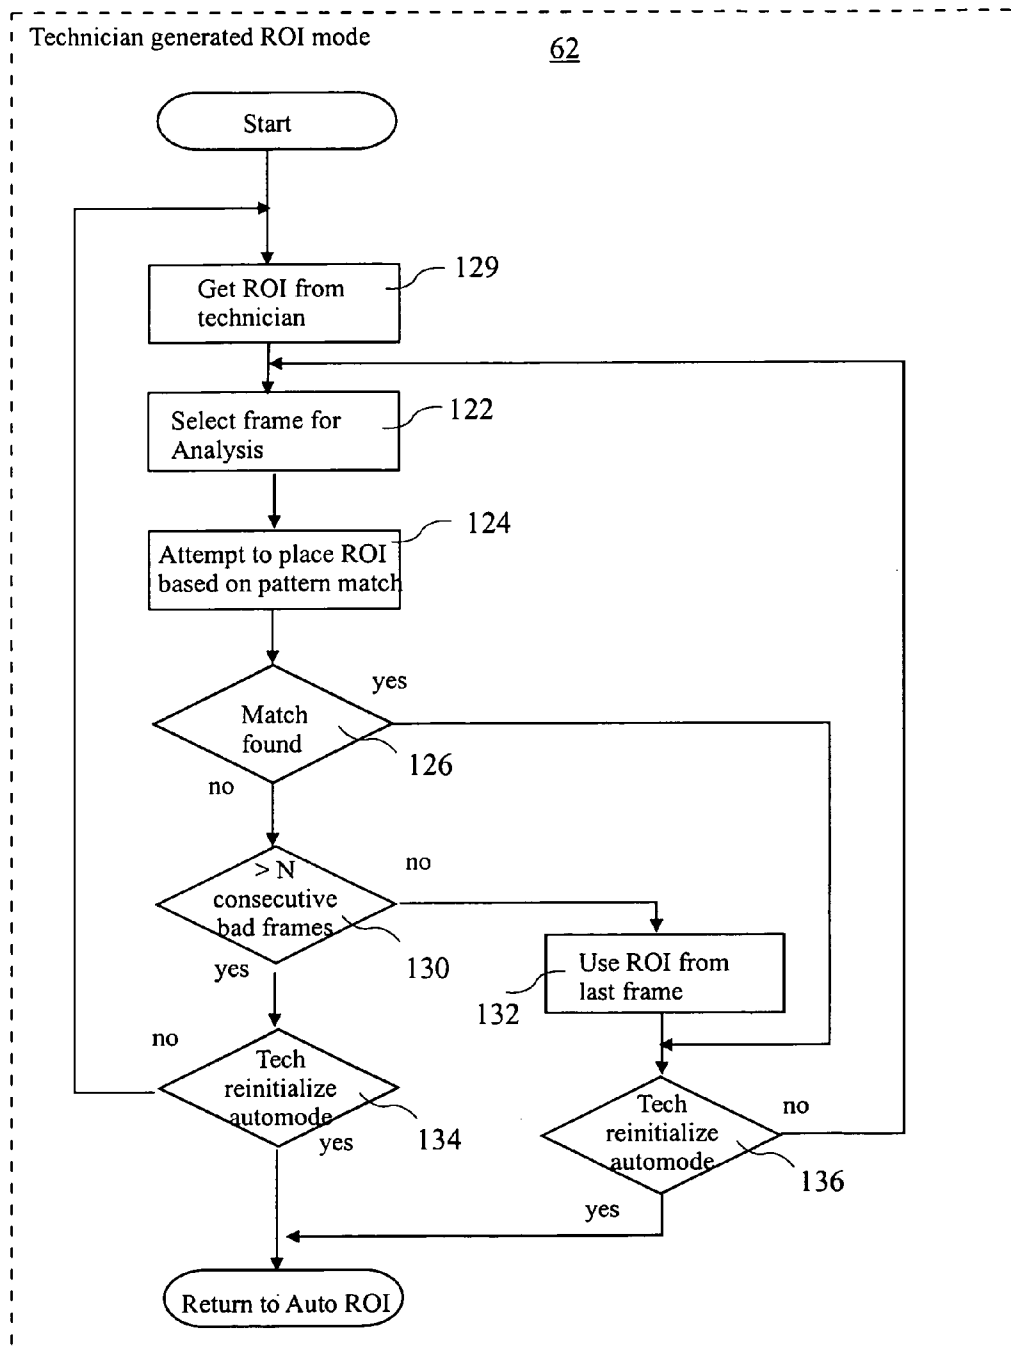 Technician generated ROI mode
62
Start
129
Get ROI from
technician
122
Select frame for
Analysis
124
Attempt to place ROI
based on pattern match
yes
Match
found
126
no
> N
consecutive
bad frames
no
130
yes
Use ROI from
last frame
132
no
Tech
reinitialize
automode
134
yes
Tech
reinitialize
automode
no
136
yes
Return to Auto ROI